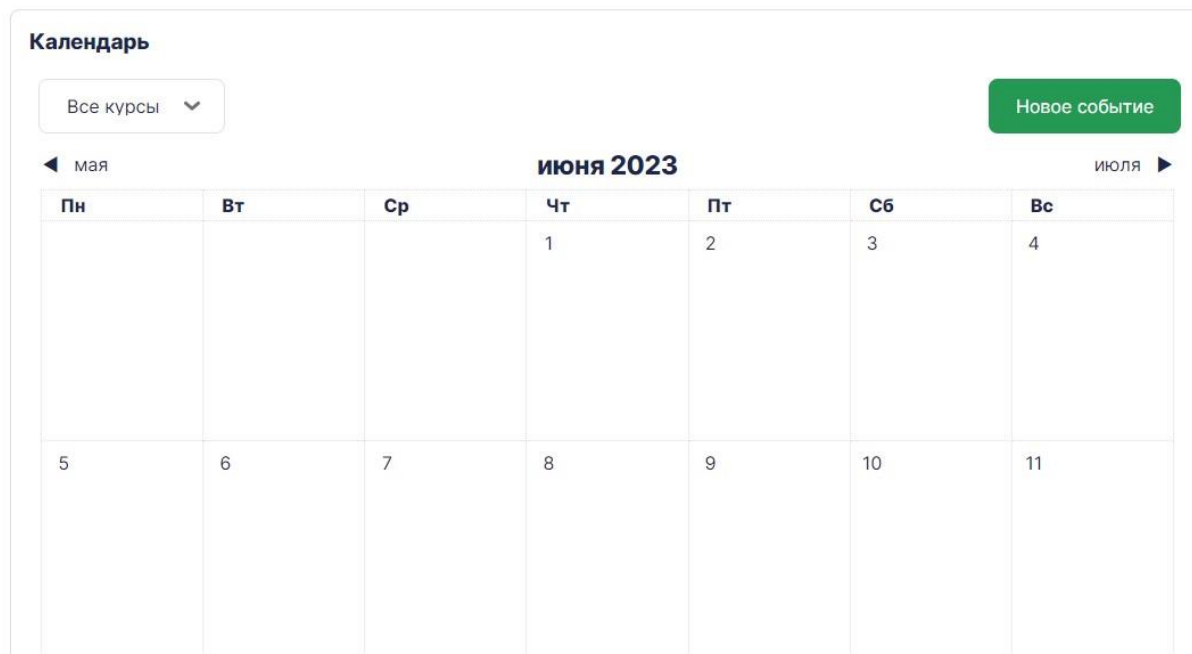 Календарь
Все курсы
Новое событие
мая
июня 2023
июля
Пн Вт Ср Чт Пт Сб Вс
1 2 3 4
5 6 7 8 9 10 11